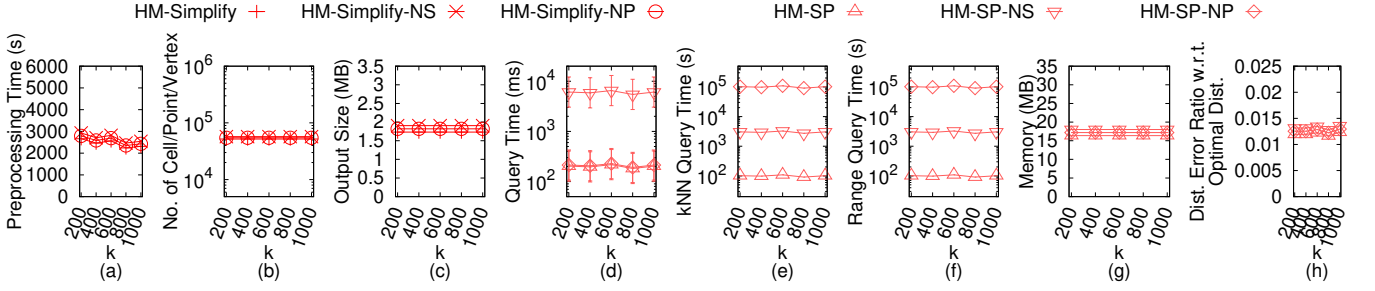 HM-Simplify HM-Simplify-NS HM-Simplify-NP HM-SP HM-SP-NS HM-SP-NP
Preprocessing Time (s)
6000
5000
4000
3000
2000
1000
0
200 400 600 800 1000
k
(a)
No. of Cell/Point/Vertex
10^6
10^5
10^4
200 400 600 800 1000
k
(b)
Output Size (MB)
3.5
3
2.5
2
1.5
1
0.5
0
200 400 600 800 1000
k
(c)
Query Time (ms)
10^4
10^3
10^2
200 400 600 800 1000
k
(d)
kNN Query Time (s)
10^5
10^4
10^3
10^2
200 400 600 800 1000
k
(e)
Range Query Time (s)
10^5
10^4
10^3
10^2
200 400 600 800 1000
k
(f)
Memory (MB)
35
30
25
20
15
10
5
0
200 400 600 800 1000
k
(g)
Dist. Error Ratio w.r.t.
Optimal Dist.
0.025
0.02
0.015
0.01
0.005
0
200 400 600 800 1000
k
(h)